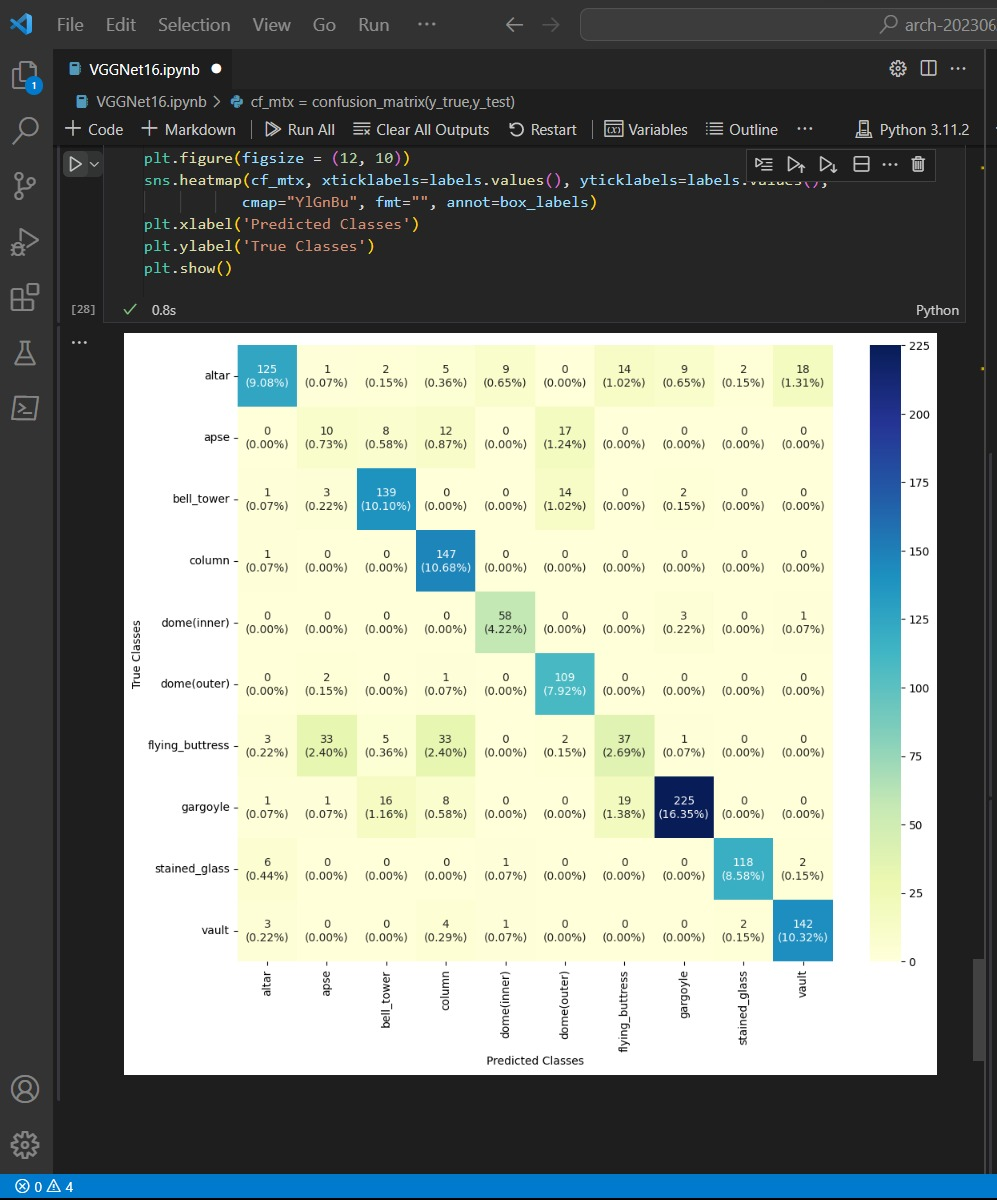 File Edit Selection View Go Run ··· arch-202306
VGGNet16.ipynb
VGGNet16.ipynb > cf_mtx = confusion_matrix(y_true,y_test)
+ Code + Markdown Run All Clear All Outputs Restart Variables Outline ··· Python 3.11.2
1
plt.figure(figsize = (12, 10))
sns.heatmap(cf_mtx, xticklabels=labels.values(), yticklabels=labels.values(),
cmap="YlGnBu", fmt="", annot=box_labels)
plt.xlabel('Predicted Classes')
plt.ylabel('True Classes')
plt.show()
[28] 0.8s Python
altar 125 1 2 5 9 0 14 9 2 18
(9.08%) (0.07%) (0.15%) (0.36%) (0.65%) (0.00%) (1.02%) (0.65%) (0.15%) (1.31%)
apse 0 10 8 12 0 17 0 0 0 0
(0.00%) (0.73%) (0.58%) (0.87%) (0.00%) (1.24%) (0.00%) (0.00%) (0.00%) (0.00%)
bell_tower 1 3 139 0 0 14 0 2 0 0
(0.07%) (0.22%) (10.10%) (0.00%) (0.00%) (1.02%) (0.00%) (0.15%) (0.00%) (0.00%)
column 1 0 0 147 0 0 0 0 0 0
(0.07%) (0.00%) (0.00%) (10.68%) (0.00%) (0.00%) (0.00%) (0.00%) (0.00%) (0.00%)
dome(inner) 0 0 0 0 58 0 0 3 0 1
(0.00%) (0.00%) (0.00%) (0.00%) (4.22%) (0.00%) (0.00%) (0.22%) (0.00%) (0.07%)
dome(outer) 0 2 0 1 0 109 0 0 0 0
(0.00%) (0.15%) (0.00%) (0.07%) (0.00%) (7.92%) (0.00%) (0.00%) (0.00%) (0.00%)
flying_buttress 3 33 5 33 0 2 37 1 0 0
(0.22%) (2.40%) (0.36%) (2.40%) (0.00%) (0.15%) (2.69%) (0.07%) (0.00%) (0.00%)
gargoyle 1 1 16 8 0 0 19 225 0 0
(0.07%) (0.07%) (1.16%) (0.58%) (0.00%) (0.00%) (1.38%) (16.35%) (0.00%) (0.00%)
stained_glass 6 0 0 0 1 0 0 0 118 2
(0.44%) (0.00%) (0.00%) (0.00%) (0.07%) (0.00%) (0.00%) (0.00%) (8.58%) (0.15%)
vault 3 0 0 4 1 0 0 0 2 142
(0.22%) (0.00%) (0.00%) (0.29%) (0.07%) (0.00%) (0.00%) (0.00%) (0.15%) (10.32%)
True Classes
altar
apse
bell_tower
column
dome(inner)
dome(outer)
flying_buttress
gargoyle
stained_glass
vault
Predicted Classes
225
200
175
150
125
100
75
50
25
0
0 4